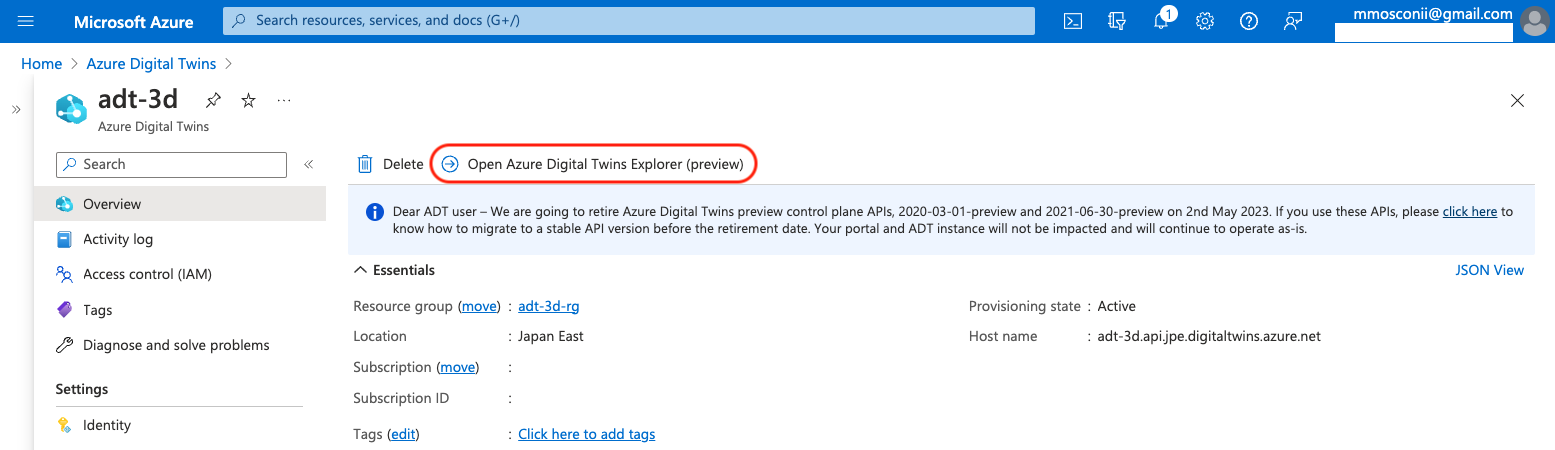 Microsoft Azure
Search resources, services, and docs (G+/)
1
mmosconii@gmail.com
Home > Azure Digital Twins >
adt-3d
Azure Digital Twins
Search
Overview
Activity log
Access control (IAM)
Tags
Diagnose and solve problems
Settings
Identity
Delete
Open Azure Digital Twins Explorer (preview)
Dear ADT user – We are going to retire Azure Digital Twins preview control plane APIs, 2020-03-01-preview and 2021-06-30-preview on 2nd May 2023. If you use these APIs, please click here to
know how to migrate to a stable API version before the retirement date. Your portal and ADT instance will not be impacted and will continue to operate as-is.
Essentials
JSON View
Resource group (move) : adt-3d-rg
Location : Japan East
Subscription (move) :
Subscription ID :
Tags (edit) : Click here to add tags
Provisioning state : Active
Host name : adt-3d.api.jpe.digitaltwins.azure.net